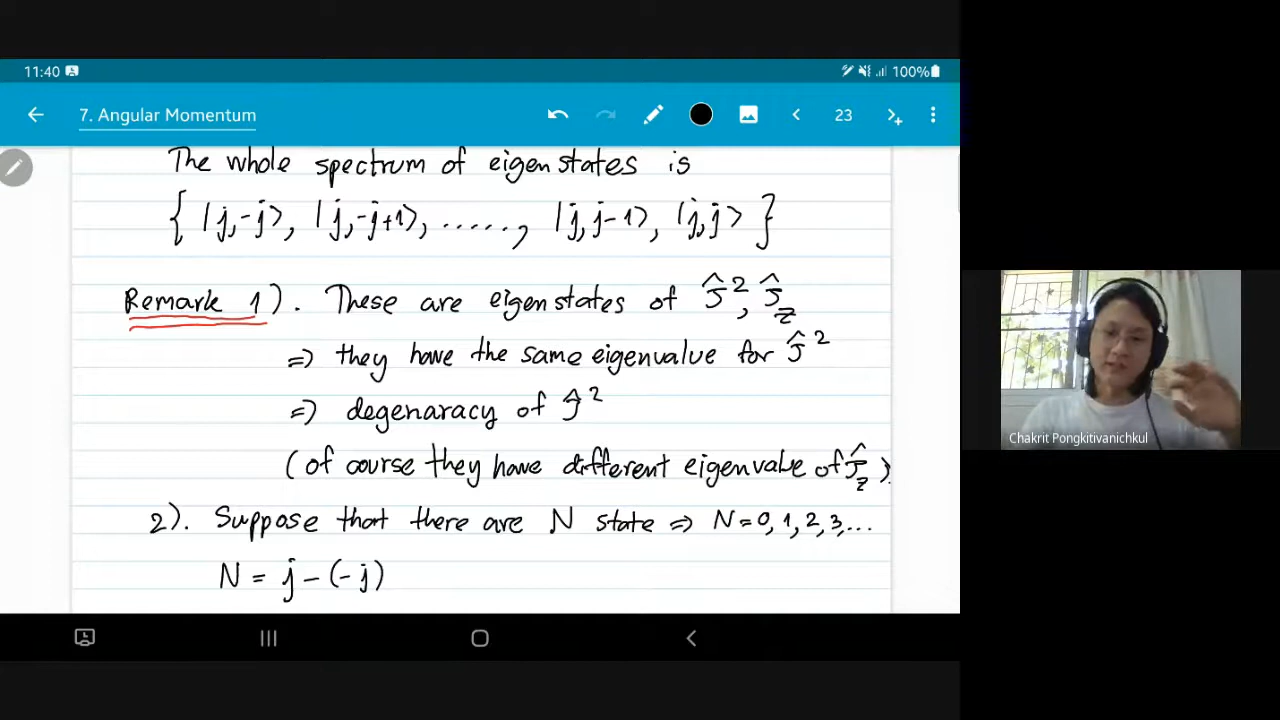 11:40 100%
7. Angular Momentum 23
The whole spectrum of eigenstates is
{ |j,-j>, |j,-j+1>, ......, |j,j-1>, |j,j> }
Remark 1). These are eigenstates of Ĵ², Ĵz
=> they have the same eigenvalue for Ĵ²
=> degenaracy of Ĵ²
(of course they have different eigenvalue of Ĵz).
2). Suppose that there are N state => N=0,1,2,3,...
N = j-(-j)
Chakrit Pongkitivanichkul